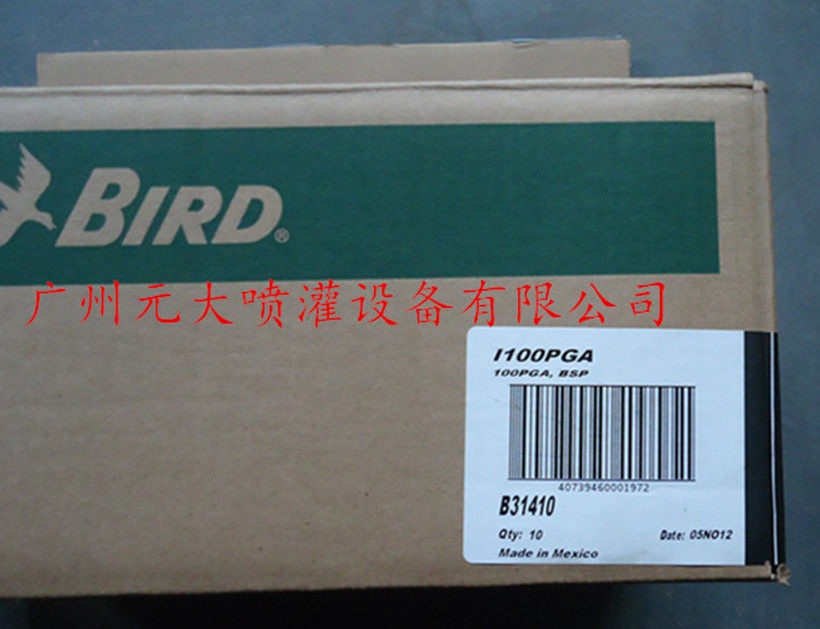 BIRD®
广州元大喷灌设备有限公司
I100PGA
100PGA, BSP
40739460001972
B31410
Qty: 10
Date: 05NO12
Made in Mexico